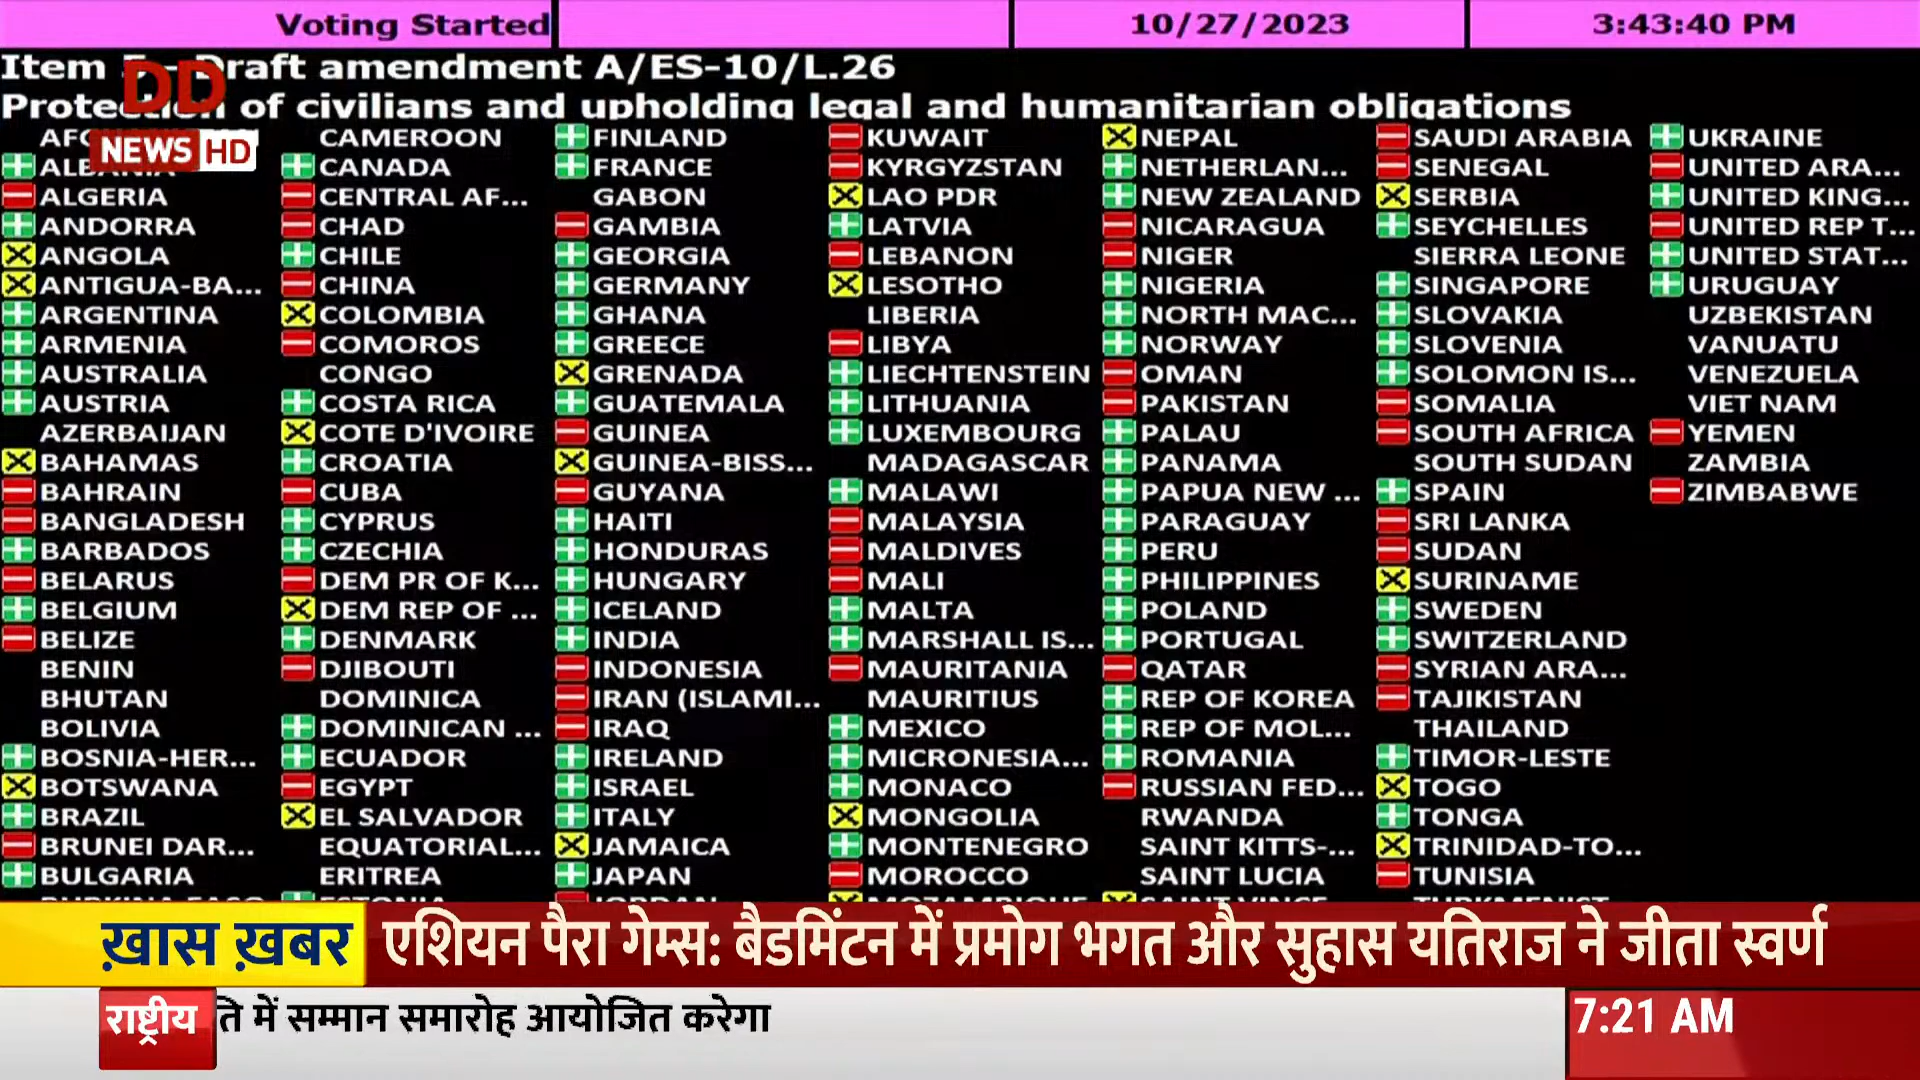 Voting Started 10/27/2023 3:43:40 PM
Item 5 - Draft amendment A/ES-10/L.26
Protection of civilians and upholding legal and humanitarian obligations
DD
NEWS HD
CAMEROON FINLAND KUWAIT NEPAL SAUDI ARABIA UKRAINE
ALBANIA CANADA FRANCE KYRGYZSTAN NETHERLAN... SENEGAL UNITED ARA...
ALGERIA CENTRAL AF... GABON LAO PDR NEW ZEALAND SERBIA UNITED KING...
ANDORRA CHAD GAMBIA LATVIA NICARAGUA SEYCHELLES UNITED REP T...
ANGOLA CHILE GEORGIA LEBANON NIGER SIERRA LEONE UNITED STAT...
ANTIGUA-BA... CHINA GERMANY LESOTHO NIGERIA SINGAPORE URUGUAY
ARGENTINA COLOMBIA GHANA LIBERIA NORTH MAC... SLOVAKIA UZBEKISTAN
ARMENIA COMOROS GREECE LIBYA NORWAY SLOVENIA VANUATU
AUSTRALIA CONGO GRENADA LIECHTENSTEIN OMAN SOLOMON IS... VENEZUELA
AUSTRIA COSTA RICA GUATEMALA LITHUANIA PAKISTAN SOMALIA VIET NAM
AZERBAIJAN COTE D'IVOIRE GUINEA LUXEMBOURG PALAU SOUTH AFRICA YEMEN
BAHAMAS CROATIA GUINEA-BISS... MADAGASCAR PANAMA SOUTH SUDAN ZAMBIA
BAHRAIN CUBA GUYANA MALAWI PAPUA NEW ... SPAIN ZIMBABWE
BANGLADESH CYPRUS HAITI MALAYSIA PARAGUAY SRI LANKA
BARBADOS CZECHIA HONDURAS MALDIVES PERU SUDAN
BELARUS DEM PR OF K... HUNGARY MALI PHILIPPINES SURINAME
BELGIUM DEM REP OF ... ICELAND MALTA POLAND SWEDEN
BELIZE DENMARK INDIA MARSHALL IS... PORTUGAL SWITZERLAND
BENIN DJIBOUTI INDONESIA MAURITANIA QATAR SYRIAN ARA...
BHUTAN DOMINICA IRAN (ISLAMI... MAURITIUS REP OF KOREA TAJIKISTAN
BOLIVIA DOMINICAN ... IRAQ MEXICO REP OF MOL... THAILAND
BOSNIA-HER... ECUADOR IRELAND MICRONESIA... ROMANIA TIMOR-LESTE
BOTSWANA EGYPT ISRAEL MONACO RUSSIAN FED... TOGO
BRAZIL EL SALVADOR ITALY MONGOLIA RWANDA TONGA
BRUNEI DAR... EQUATORIAL... JAMAICA MONTENEGRO SAINT KITTS-... TRINIDAD-TO...
BULGARIA ERITREA JAPAN MOROCCO SAINT LUCIA TUNISIA
ख़ास ख़बर एशियन पैरा गेम्स: बैडमिंटन में प्रमोग भगत और सुहास यतिराज ने जीता स्वर्ण
राष्ट्रीय ति में सम्मान समारोह आयोजित करेगा 7:21 AM